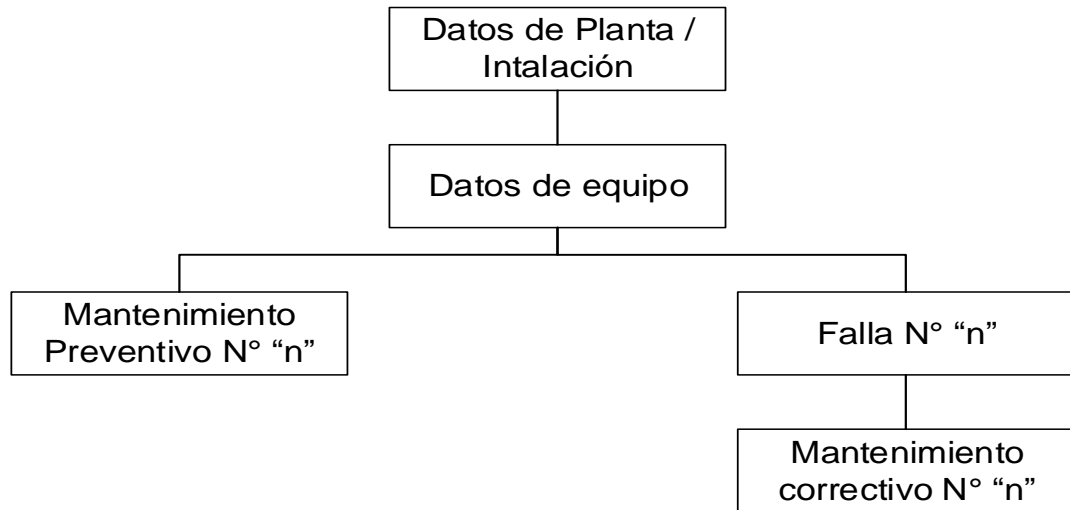 Datos de Planta /
Intalación
Datos de equipo
Mantenimiento
Preventivo N° “n”
Falla N° “n”
Mantenimiento
correctivo N° “n”